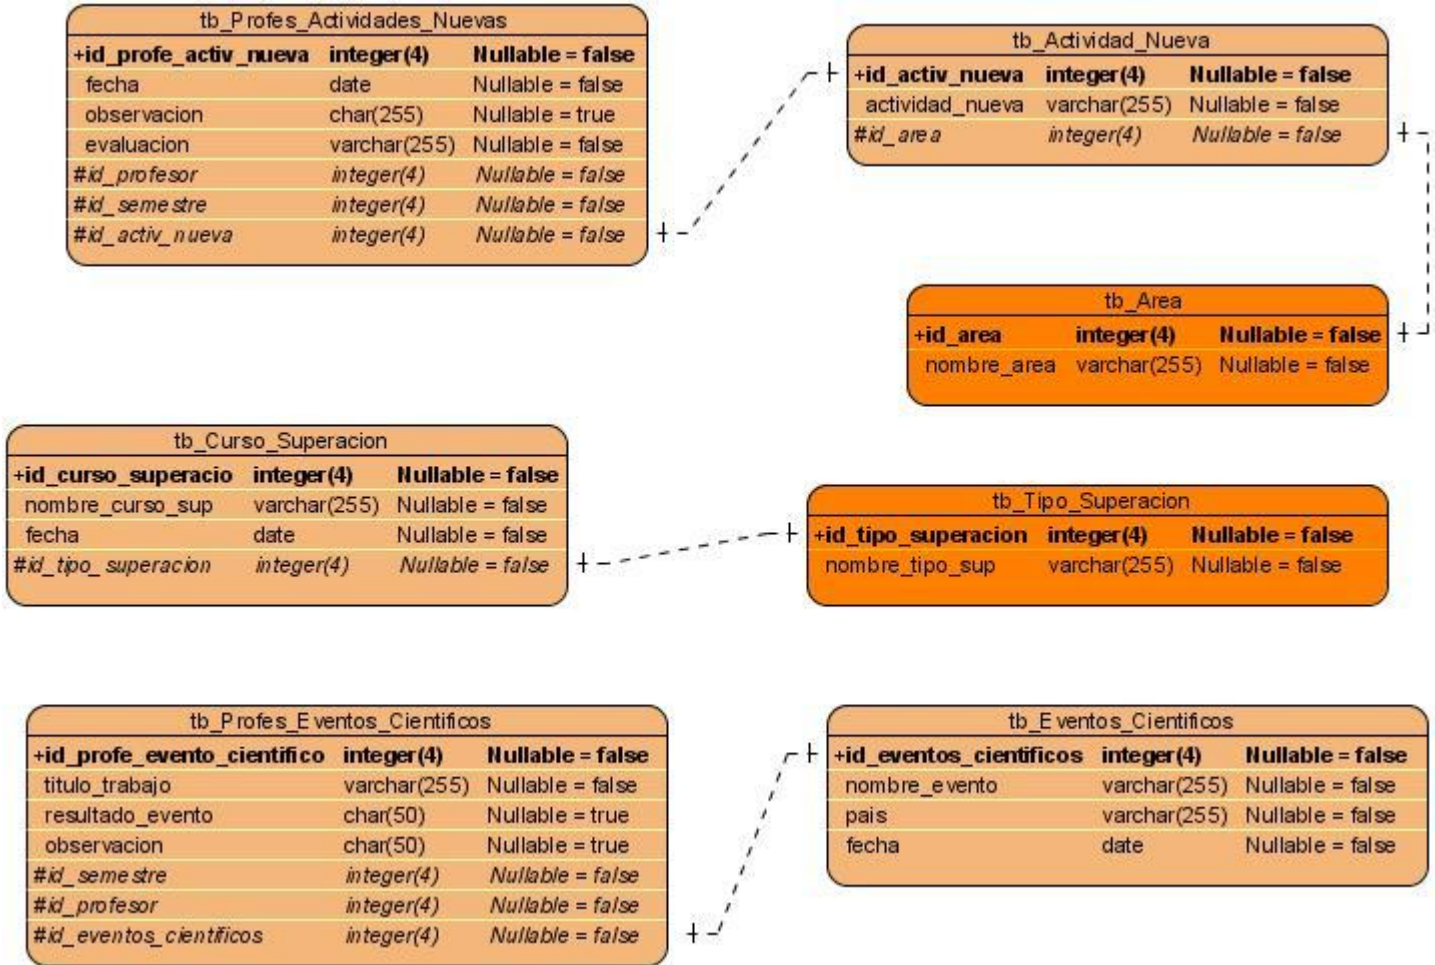 tb_Profes_Actividades_Nuevas
+id_profe_activ_nueva integer(4) Nullable = false
fecha date Nullable = false
observacion char(255) Nullable = true
evaluacion varchar(255) Nullable = false
#id_profesor integer(4) Nullable = false
#id_semestre integer(4) Nullable = false
#id_activ_nueva integer(4) Nullable = false
tb_Actividad_Nueva
+id_activ_nueva integer(4) Nullable = false
actividad_nueva varchar(255) Nullable = false
#id_area integer(4) Nullable = false
tb_Area
+id_area integer(4) Nullable = false
nombre_area varchar(255) Nullable = false
tb_Curso_Superacion
+id_curso_superacio integer(4) Nullable = false
nombre_curso_sup varchar(255) Nullable = false
fecha date Nullable = false
#id_tipo_superacion integer(4) Nullable = false
tb_Tipo_Superacion
+id_tipo_superacion integer(4) Nullable = false
nombre_tipo_sup varchar(255) Nullable = false
tb_Profes_Eventos_Cientificos
+id_profe_evento_cientifico integer(4) Nullable = false
titulo_trabajo varchar(255) Nullable = false
resultado_evento char(50) Nullable = true
observacion char(50) Nullable = true
#id_semestre integer(4) Nullable = false
#id_profesor integer(4) Nullable = false
#id_eventos_cientificos integer(4) Nullable = false
tb_Eventos_Cientificos
+id_eventos_cientificos integer(4) Nullable = false
nombre_evento varchar(255) Nullable = false
pais varchar(255) Nullable = false
fecha date Nullable = false